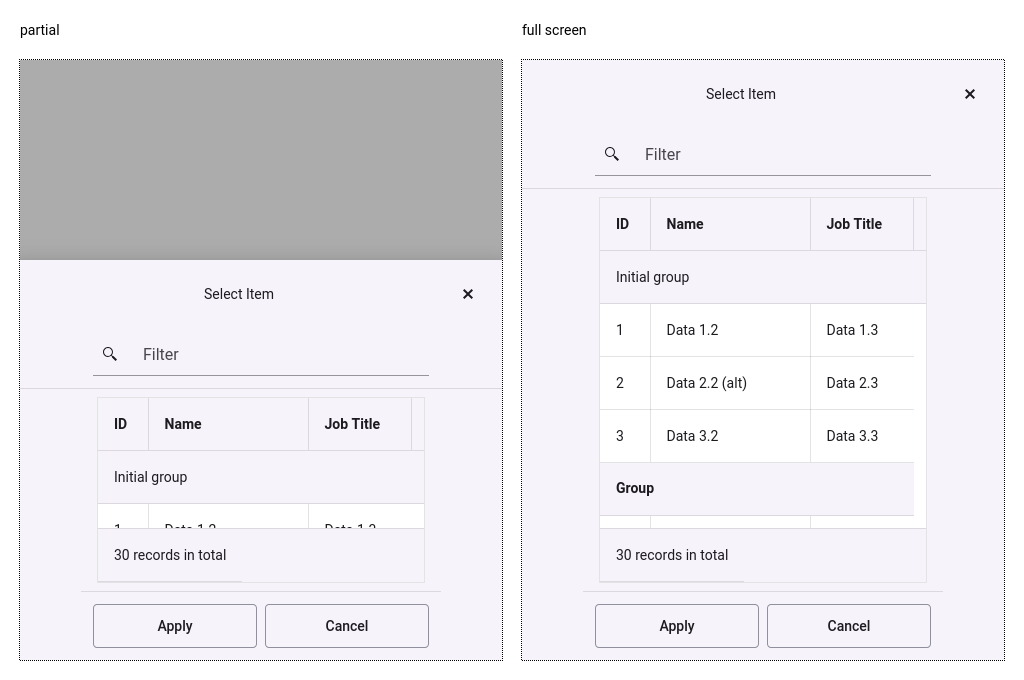 partial
Select Item ×
Filter
ID Name Job Title
Initial group
1 Data 1.2 Data 1.3
30 records in total
Apply Cancel
full screen
Select Item ×
Filter
ID Name Job Title
Initial group
1 Data 1.2 Data 1.3
2 Data 2.2 (alt) Data 2.3
3 Data 3.2 Data 3.3
Group
30 records in total
Apply Cancel